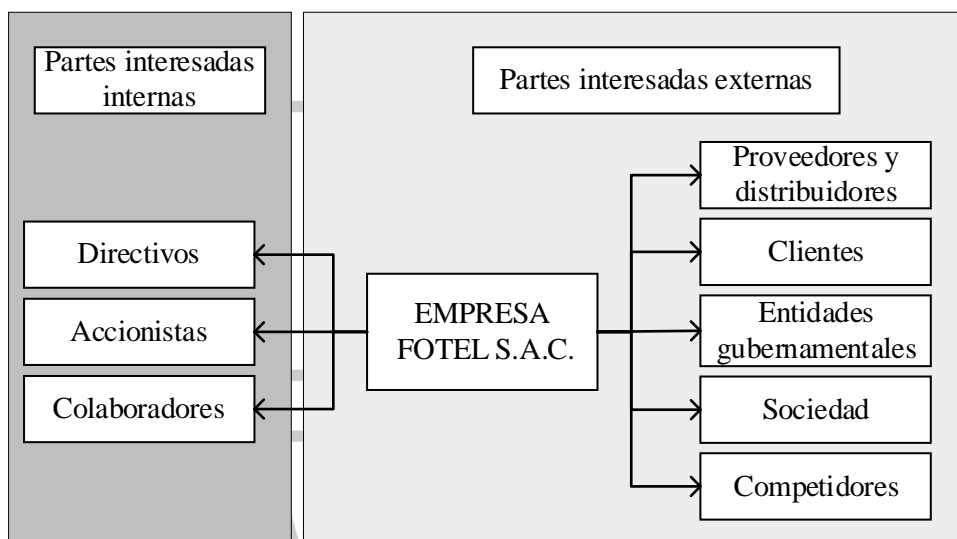 Partes interesadas
internas
Partes interesadas externas
Directivos
Accionistas
Colaboradores
EMPRESA
FOTEL S.A.C.
Proveedores y
distribuidores
Clientes
Entidades
gubernamentales
Sociedad
Competidores